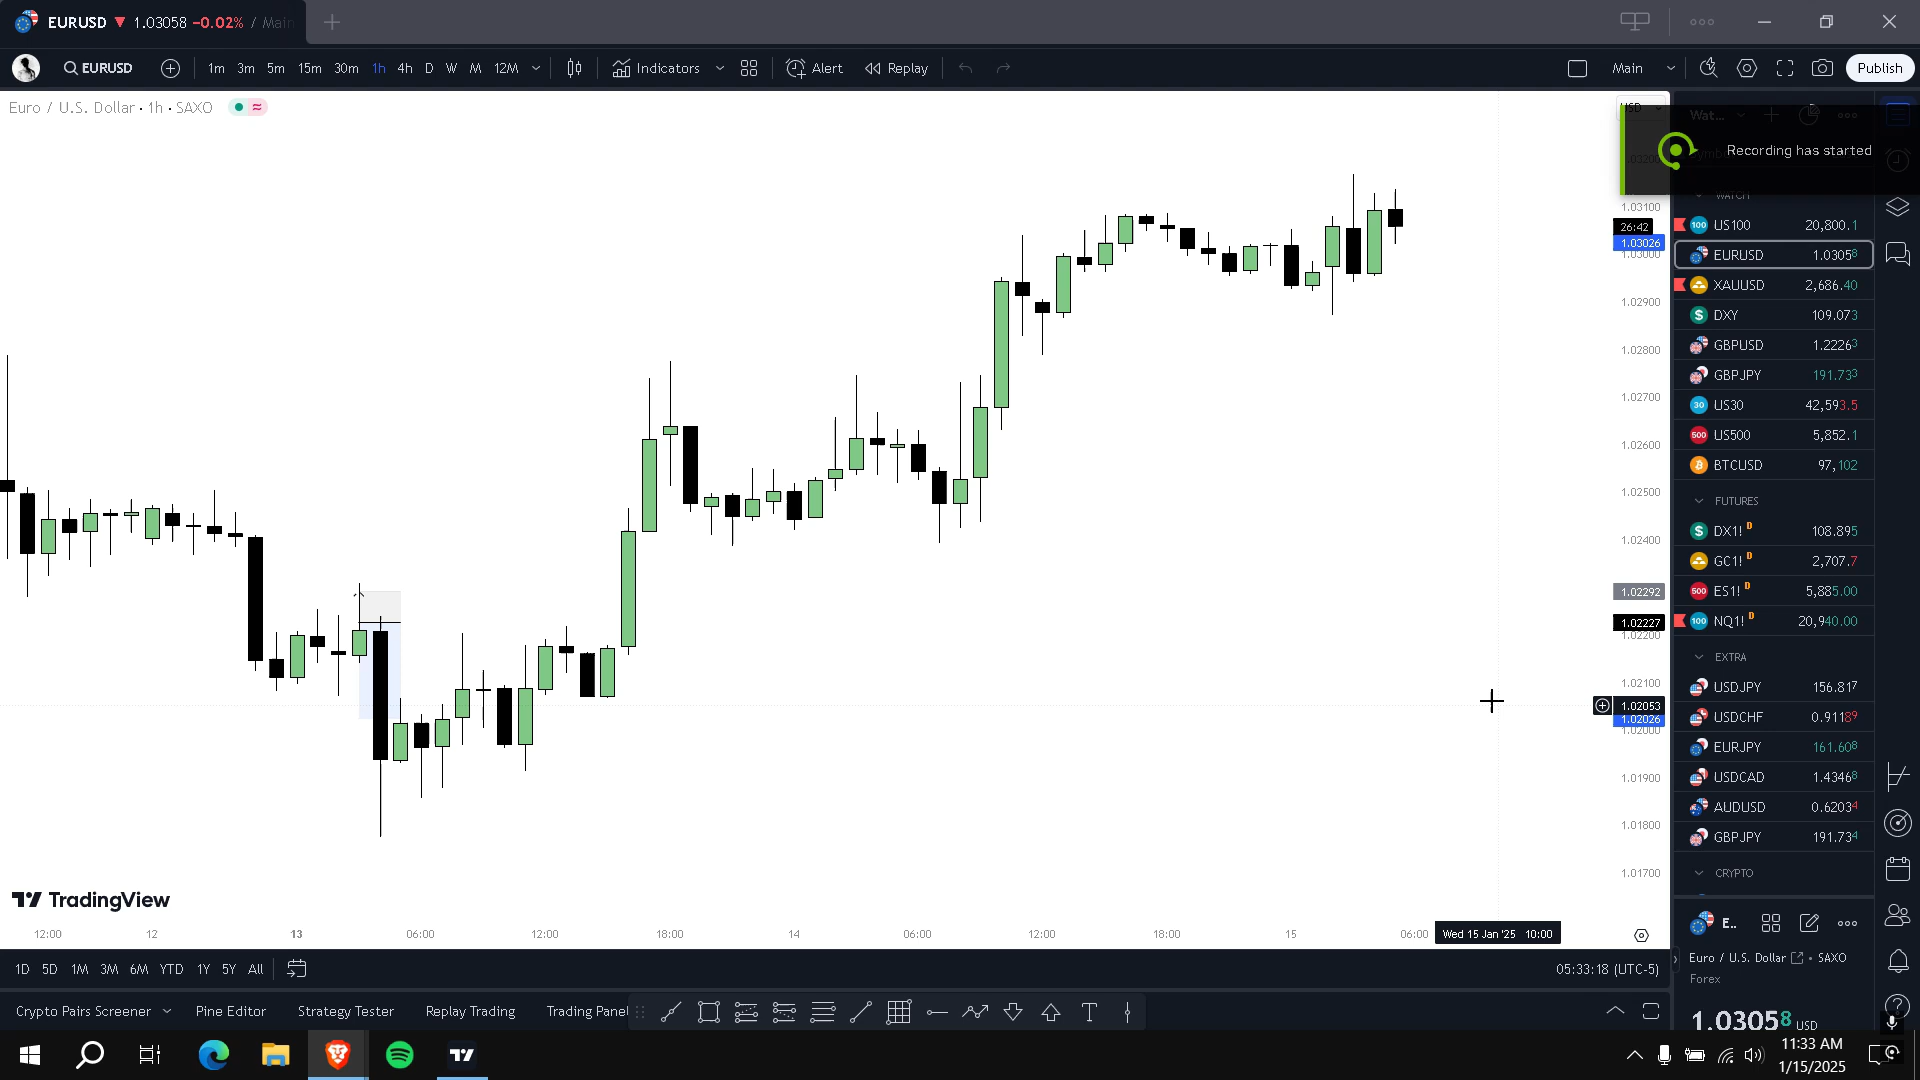 EURUSD ▼ 1.03058 −0.02% / Main
EURUSD 1m 3m 5m 15m 30m 1h 4h D W M 12M Indicators Alert Replay Main Publish
Euro / U.S. Dollar · 1h · SAXO
USD
Wat...
Recording has started
WATCH
1.03100
26:42
1.03026
1.03000
1.02900
1.02800
1.02700
1.02600
1.02500
1.02400
1.02292
1.02227
1.02200
1.02100
1.02053
1.02026
1.02000
1.01900
1.01800
1.01700
US100 20,800.1
EURUSD 1.03058
XAUUSD 2,686.40
DXY 109.073
GBPUSD 1.22263
GBPJPY 191.733
US30 42,593.5
US500 5,852.1
BTCUSD 97,102
FUTURES
DX1! D 108.895
GC1! D 2,707.7
ES1! D 5,885.00
NQ1! D 20,940.00
EXTRA
USDJPY 156.817
USDCHF 0.91189
EURJPY 161.608
USDCAD 1.43468
AUDUSD 0.62034
GBPJPY 191.734
CRYPTO
E..
Euro / U.S. Dollar • SAXO
Forex
1.03058 USD
TradingView
12:00 12 13 06:00 12:00 18:00 14 06:00 12:00 18:00 15 06:00 Wed 15 Jan '25 10:00
1D 5D 1M 3M 6M YTD 1Y 5Y All
05:33:18 (UTC-5)
Crypto Pairs Screener Pine Editor Strategy Tester Replay Trading Trading Panel
11:33 AM
1/15/2025